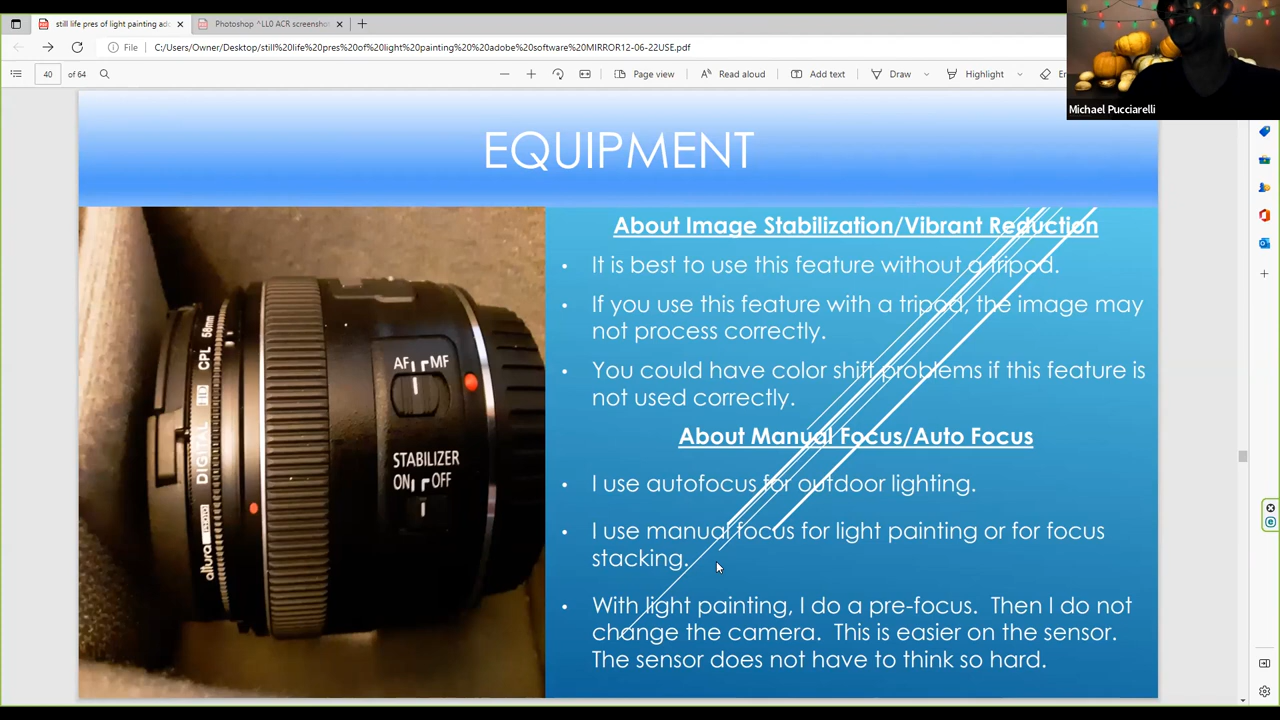 still life pres of light painting ado
Photoshop ^LL0 ACR screenshot
File
C:/Users/Owner/Desktop/still%20life%20pres%20of%20light%20painting%20%20adobe%20software%20MIRROR12-06-22USE.pdf
40 of 64
Page view
Read aloud
Add text
Draw
Highlight
Michael Pucciarelli
EQUIPMENT
CPL 58mm
HD
DIGITAL
altura photo
AF MF
STABILIZER
ON OFF
About Image Stabilization/Vibrant Reduction
• It is best to use this feature without a tripod.
• If you use this feature with a tripod, the image may
not process correctly.
• You could have color shift problems if this feature is
not used correctly.
About Manual Focus/Auto Focus
• I use autofocus for outdoor lighting.
• I use manual focus for light painting or for focus
stacking.
• With light painting, I do a pre-focus. Then I do not
change the camera. This is easier on the sensor.
The sensor does not have to think so hard.